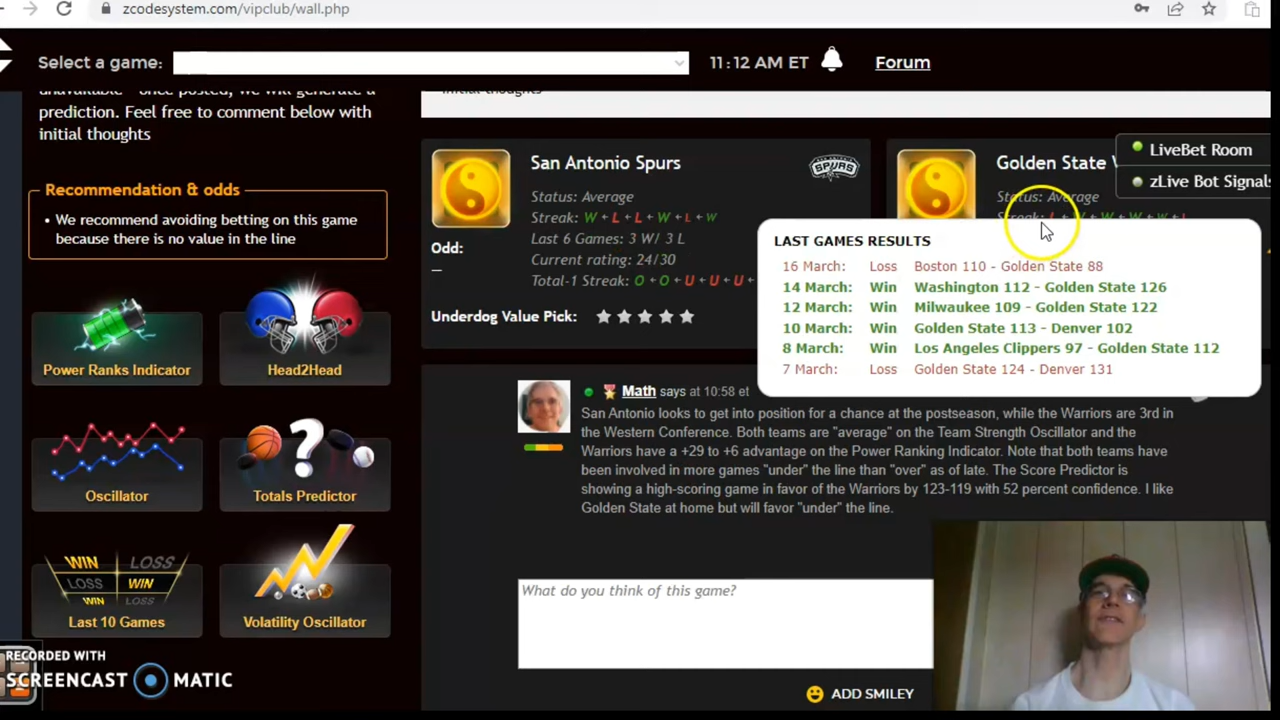 zcodesystem.com/vipclub/wall.php
Select a game:
11:12 AM ET
Forum
prediction. Feel free to comment below with
initial thoughts
Recommendation & odds
• We recommend avoiding betting on this game
because there is no value in the line
Power Ranks Indicator
Head2Head
Oscillator
Totals Predictor
WIN LOSS
LOSS WIN
WIN LOSS
Last 10 Games
Volatility Oscillator
San Antonio Spurs
SPURS
Status: Average
Streak: W L L W L W
Last 6 Games: 3 W/ 3 L
Odd:
—
Current rating: 24/30
Total-1 Streak: O O U U U
Underdog Value Pick:
Golden State
Status: Average
LiveBet Room
zLive Bot Signals
LAST GAMES RESULTS
16 March: Loss Boston 110 - Golden State 88
14 March: Win Washington 112 - Golden State 126
12 March: Win Milwaukee 109 - Golden State 122
10 March: Win Golden State 113 - Denver 102
8 March: Win Los Angeles Clippers 97 - Golden State 112
7 March: Loss Golden State 124 - Denver 131
Math says at 10:58 et
San Antonio looks to get into position for a chance at the postseason, while the Warriors are 3rd in
the Western Conference. Both teams are "average" on the Team Strength Oscillator and the
Warriors have a +29 to +6 advantage on the Power Ranking Indicator. Note that both teams have
been involved in more games "under" the line than "over" as of late. The Score Predictor is
showing a high-scoring game in favor of the Warriors by 123-119 with 52 percent confidence. I like
Golden State at home but will favor "under" the line.
What do you think of this game?
ADD SMILEY
RECORDED WITH
SCREENCAST MATIC